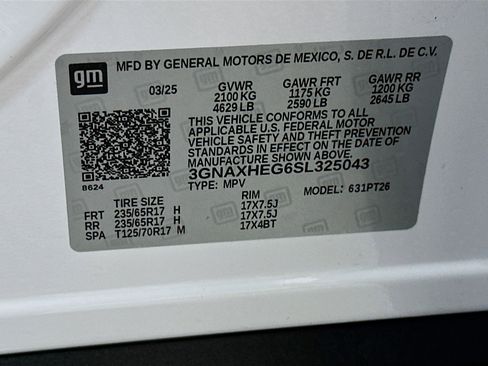 gm
MFD BY GENERAL MOTORS DE MEXICO, S. DE R.L. DE C.V.
03/25 GVWR GAWR FRT GAWR RR
2100 KG 1175 KG 1200 KG
4629 LB 2590 LB 2645 LB
THIS VEHICLE CONFORMS TO ALL
APPLICABLE U.S. FEDERAL MOTOR
VEHICLE SAFETY AND THEFT
PREVENTION STANDARDS IN EFFECT
ON THE DATE OF MANUFACTURE
SHOWN ABOVE.
3GNAXHEG6SL325043
8624
TYPE: MPV MODEL: 631PT26
TIRE SIZE RIM
FRT 235/65R17 H 17X7.5J
RR 235/65R17 H 17X7.5J
SPA T125/70R17 M 17X4BT